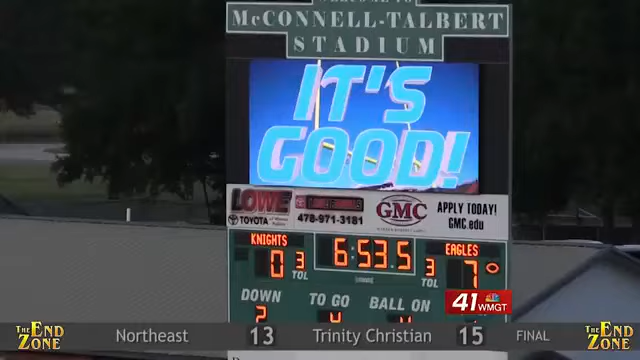 McCONNELL-TALBERT
STADIUM
IT'S
GOOD!
LOWE
TOYOTA
478-971-3181
GMC
APPLY TODAY!
GMC.edu
KNIGHTS
6:53.5
EAGLES
0
3
TOL
3
TOL
7
DOWN
TO GO
BALL ON
41 WMGT
THE END ZONE
Northeast 13 Trinity Christian 15 FINAL
THE END ZONE